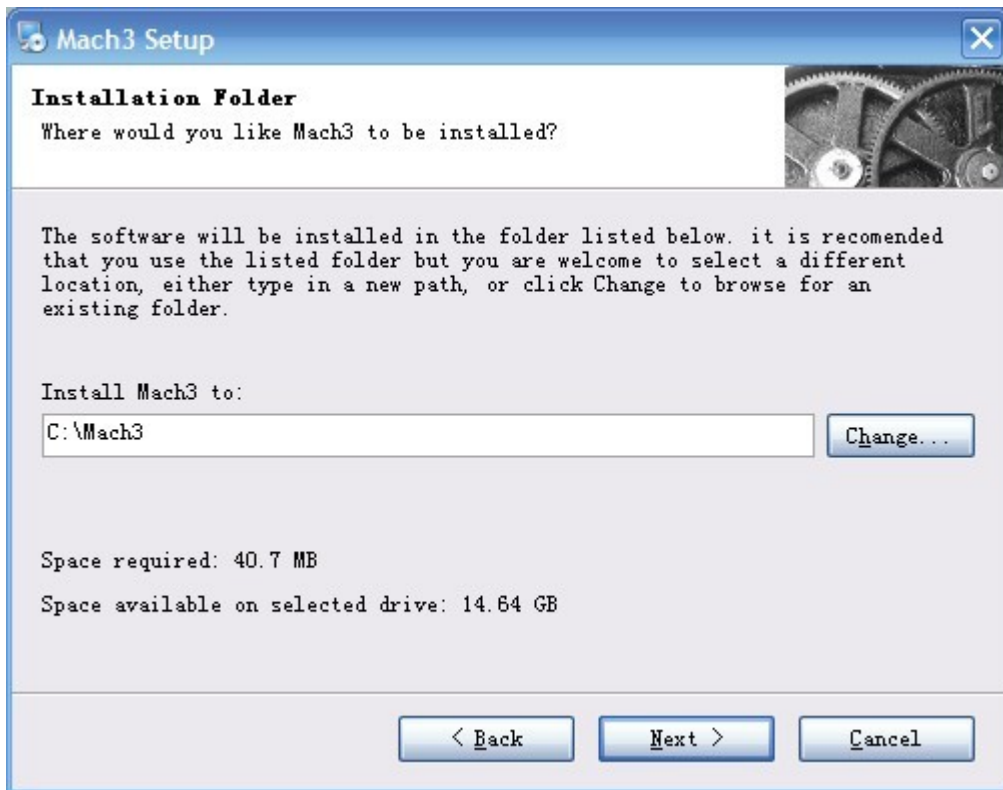 Mach3 Setup
Installation Folder
Where would you like Mach3 to be installed?
The software will be installed in the folder listed below. it is recomended
that you use the listed folder but you are welcome to select a different
location, either type in a new path, or click Change to browse for an
existing folder.
Install Mach3 to:
C:\Mach3
Change...
Space required: 40.7 MB
Space available on selected drive: 14.64 GB
< Back
Next >
Cancel